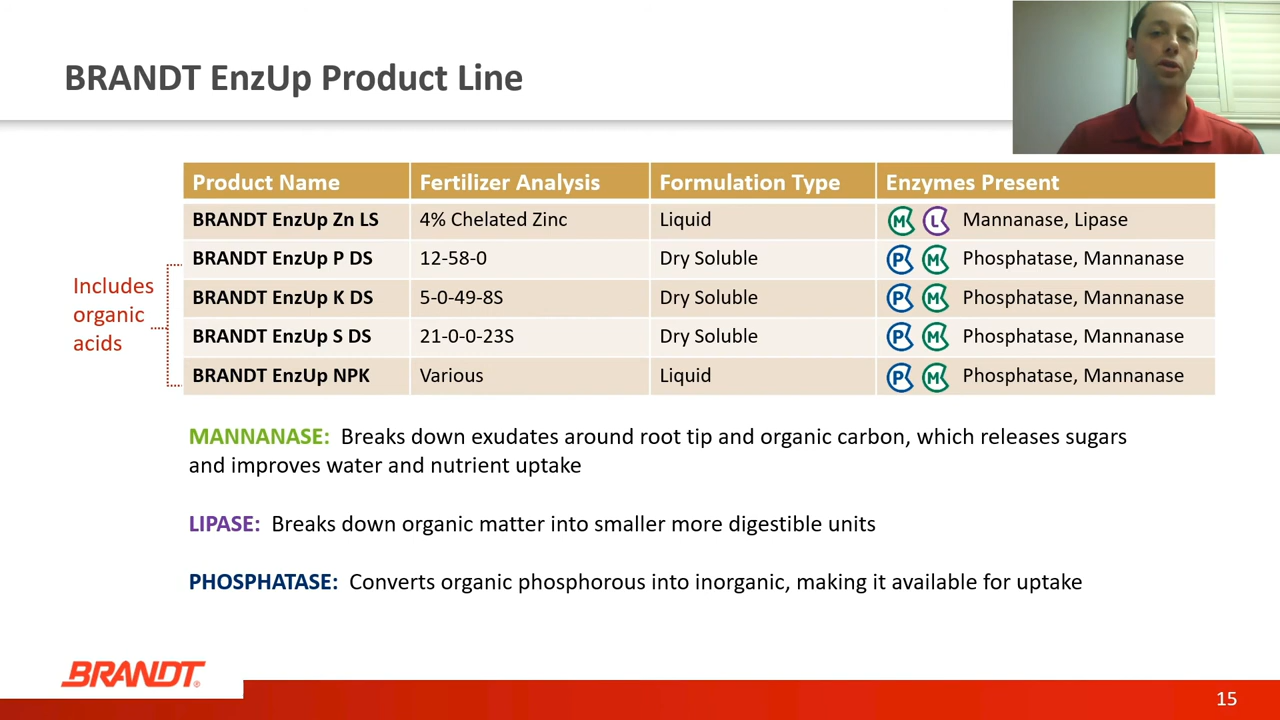 BRANDT EnzUp Product Line
Product Name Fertilizer Analysis Formulation Type Enzymes Present
BRANDT EnzUp Zn LS 4% Chelated Zinc Liquid M L Mannanase, Lipase
BRANDT EnzUp P DS 12-58-0 Dry Soluble P M Phosphatase, Mannanase
BRANDT EnzUp K DS 5-0-49-8S Dry Soluble P M Phosphatase, Mannanase
BRANDT EnzUp S DS 21-0-0-23S Dry Soluble P M Phosphatase, Mannanase
BRANDT EnzUp NPK Various Liquid P M Phosphatase, Mannanase
Includes
organic
acids
MANNANASE: Breaks down exudates around root tip and organic carbon, which releases sugars
and improves water and nutrient uptake
LIPASE: Breaks down organic matter into smaller more digestible units
PHOSPHATASE: Converts organic phosphorous into inorganic, making it available for uptake
BRANDT®
15